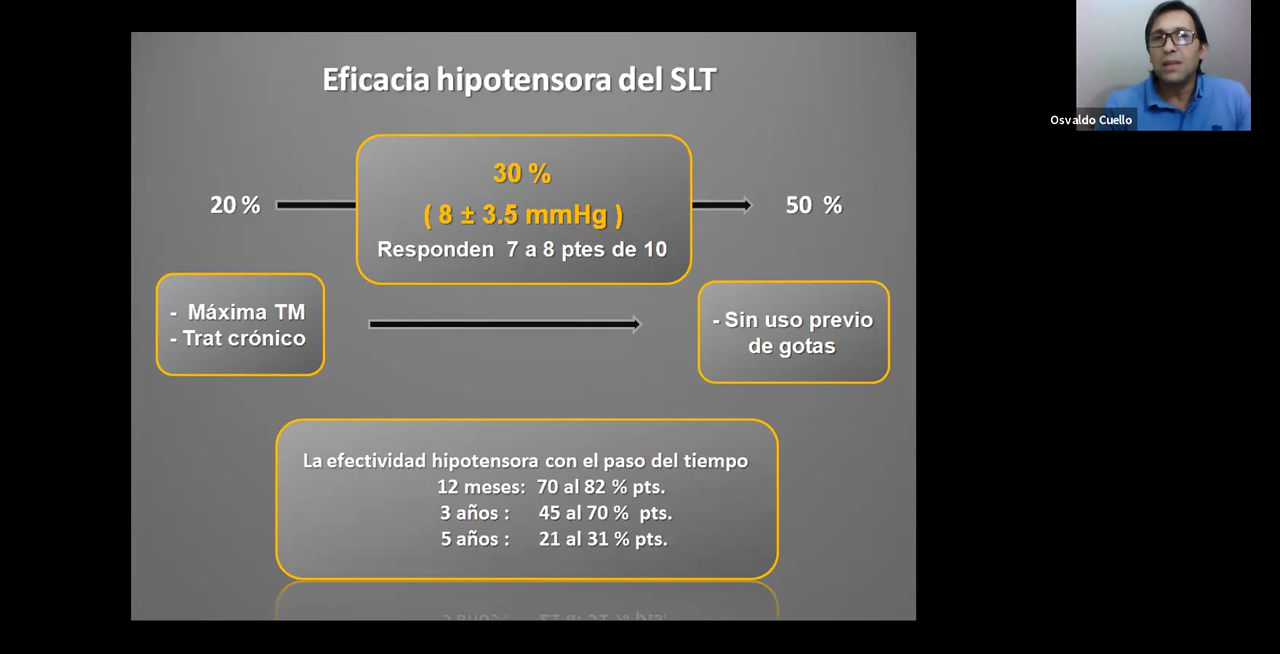 Eficacia hipotensora del SLT
Osvaldo Cuello
30 %
20 %
( 8 ± 3.5 mmHg )
50 %
Responden 7 a 8 ptes de 10
- Máxima TM
- Trat crónico
- Sin uso previo
de gotas
La efectividad hipotensora con el paso del tiempo
12 meses: 70 al 82 % pts.
3 años : 45 al 70 % pts.
5 años : 21 al 31 % pts.